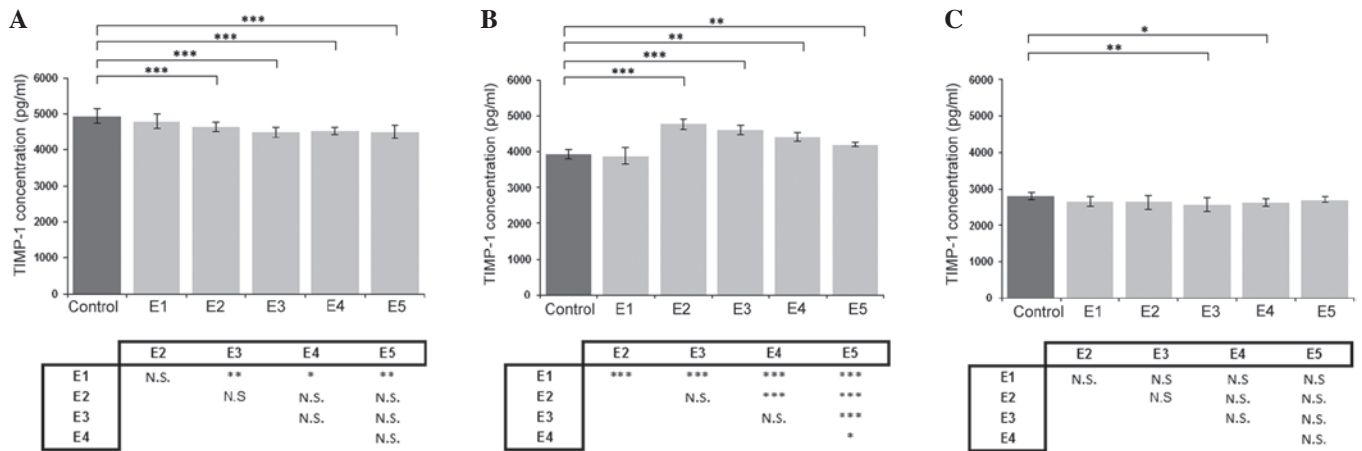 A
***
***
***
***
TIMP-1 concentration (pg/ml)
6000
5000
4000
3000
2000
1000
0
Control E1 E2 E3 E4 E5
E2 E3 E4 E5
E1 N.S. ** * **
E2 N.S N.S. N.S.
E3 N.S. N.S.
E4 N.S.
B
**
**
***
***
TIMP-1 concentration (pg/ml)
6000
5000
4000
3000
2000
1000
0
Control E1 E2 E3 E4 E5
E2 E3 E4 E5
E1 *** *** *** ***
E2 N.S. *** ***
E3 N.S. ***
E4 *
C
*
**
TIMP-1 concentration (pg/ml)
6000
5000
4000
3000
2000
1000
0
Control E1 E2 E3 E4 E5
E2 E3 E4 E5
E1 N.S. N.S N.S N.S
E2 N.S N.S. N.S.
E3 N.S. N.S.
E4 N.S.